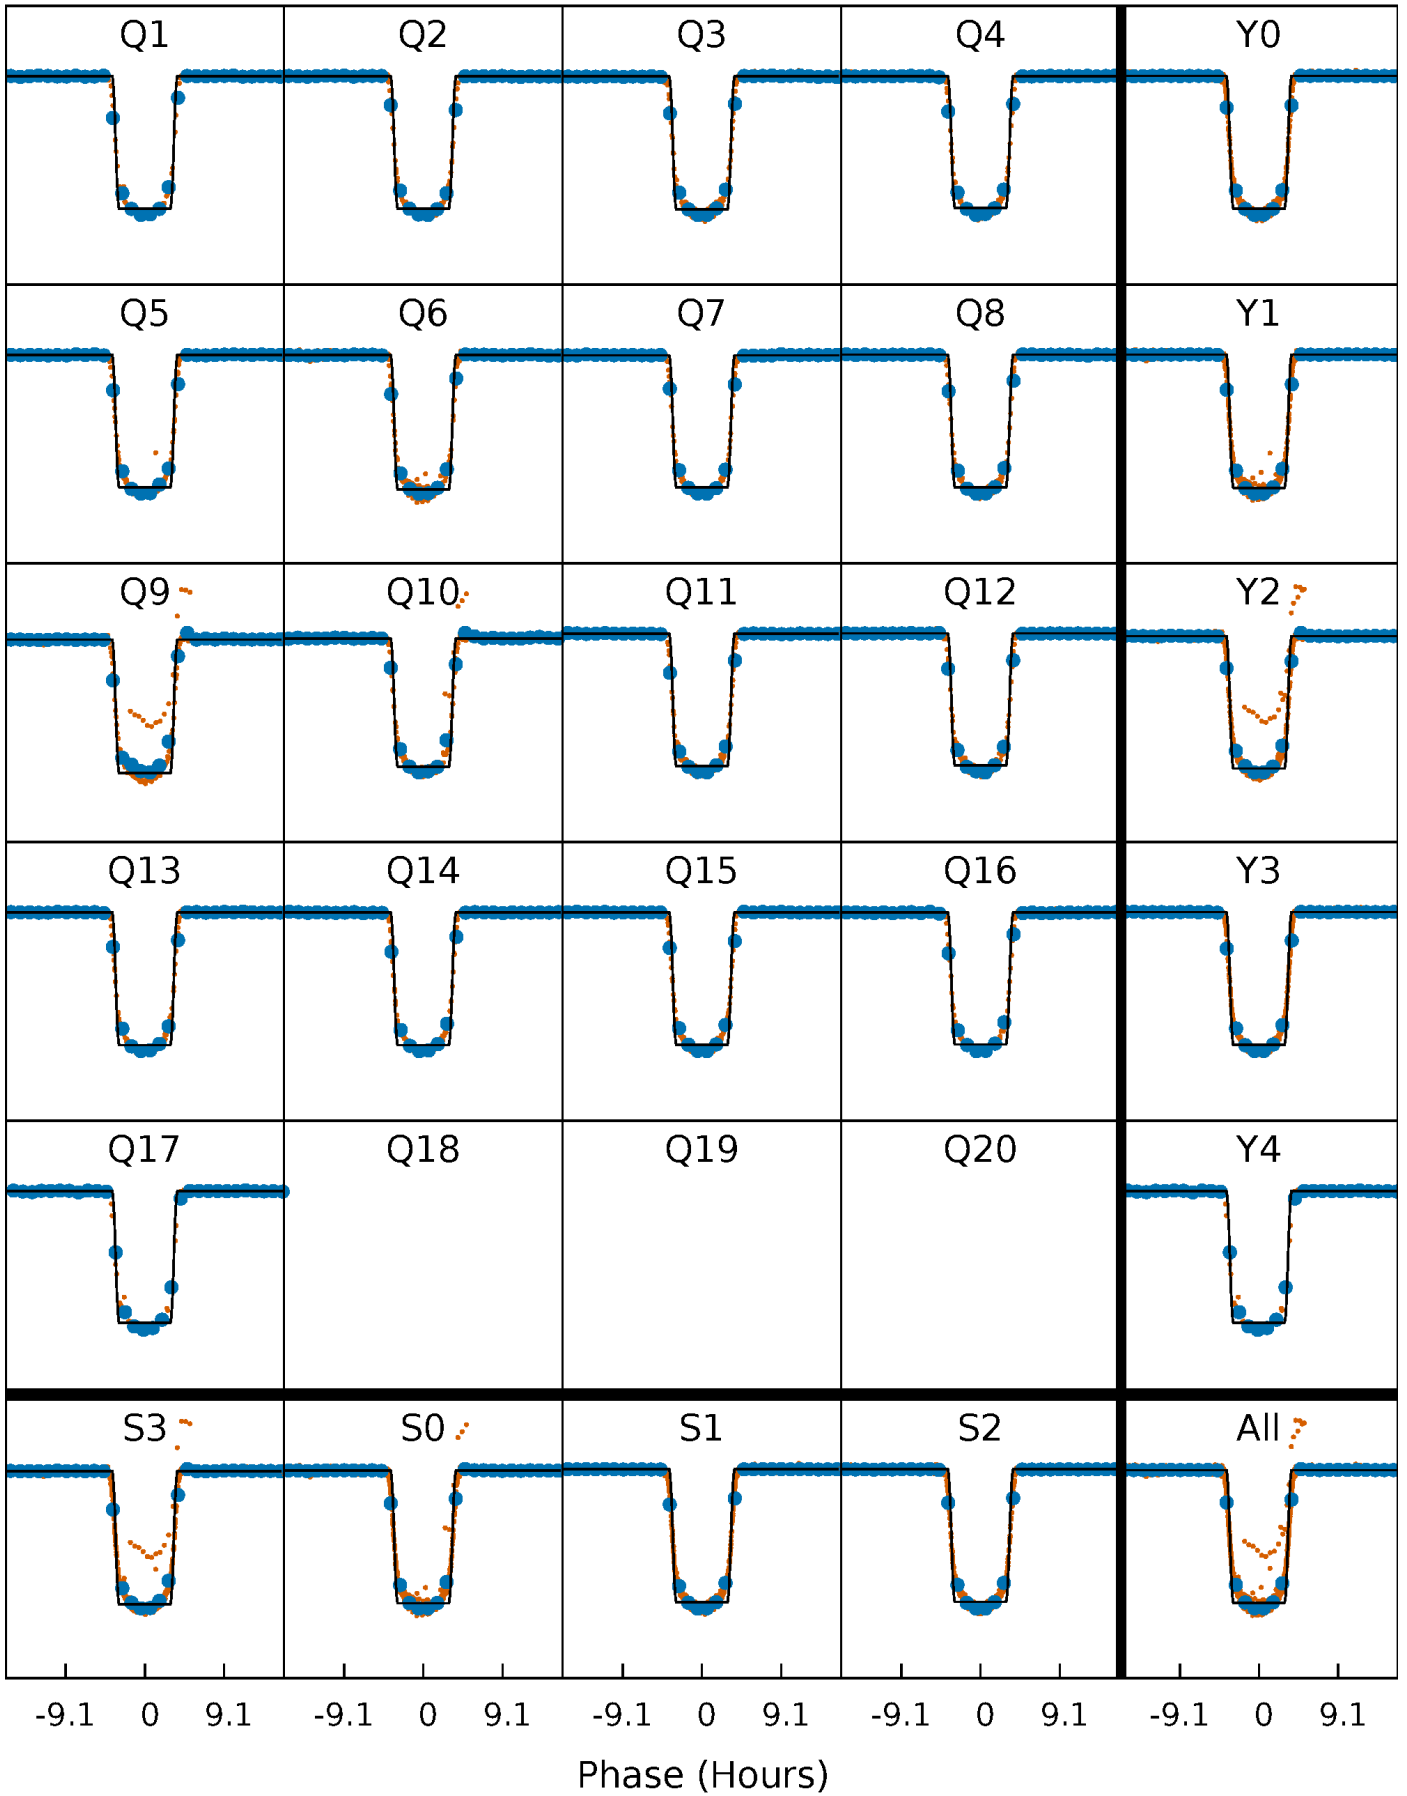 Q1 Q2 Q3 Q4 Y0
Q5 Q6 Q7 Q8 Y1
Q9 Q10 Q11 Q12 Y2
Q13 Q14 Q15 Q16 Y3
Q17 Q18 Q19 Q20 Y4
S3 S0 S1 S2 All
-9.1 0 9.1 -9.1 0 9.1 -9.1 0 9.1 -9.1 0 9.1 -9.1 0 9.1
Phase (Hours)